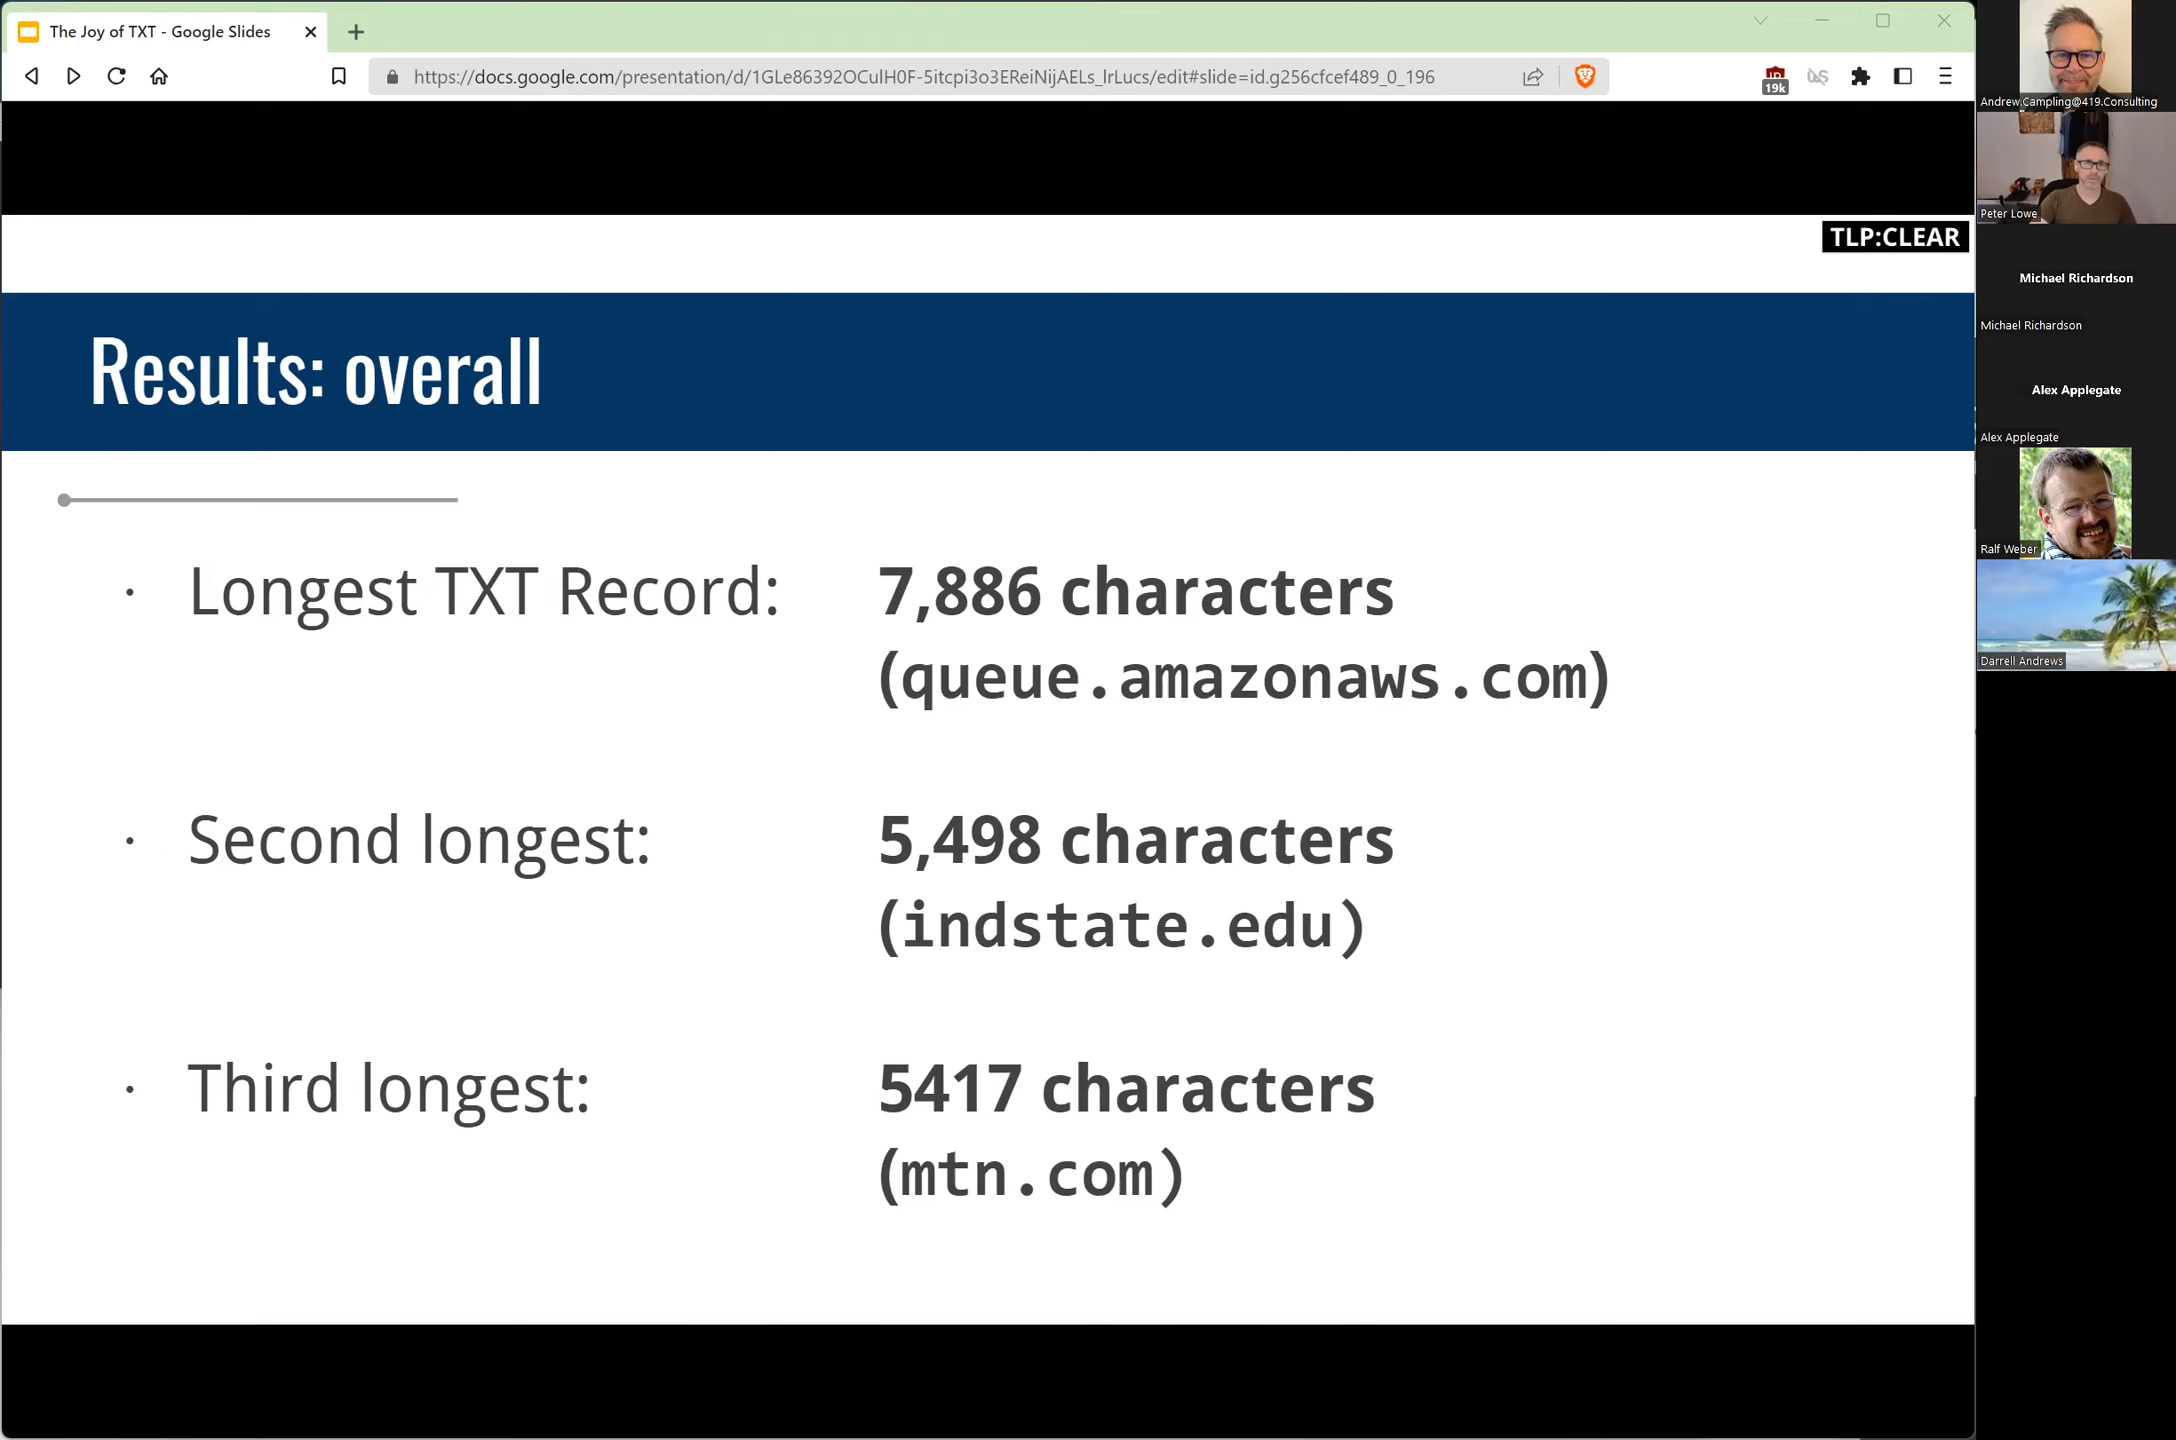 The Joy of TXT - Google Slides
https://docs.google.com/presentation/d/1GLe86392OCulH0F-5itcpi3o3EReiNijAELs_lrLucs/edit#slide=id.g256cfcef489_0_196
19k
TLP:CLEAR
Results: overall
· Longest TXT Record: 7,886 characters
(queue.amazonaws.com)
· Second longest: 5,498 characters
(indstate.edu)
· Third longest: 5417 characters
(mtn.com)
Andrew.Campling@419.Consulting
Peter Lowe
Michael Richardson
Michael Richardson
Alex Applegate
Alex Applegate
Ralf Weber
Darrell Andrews